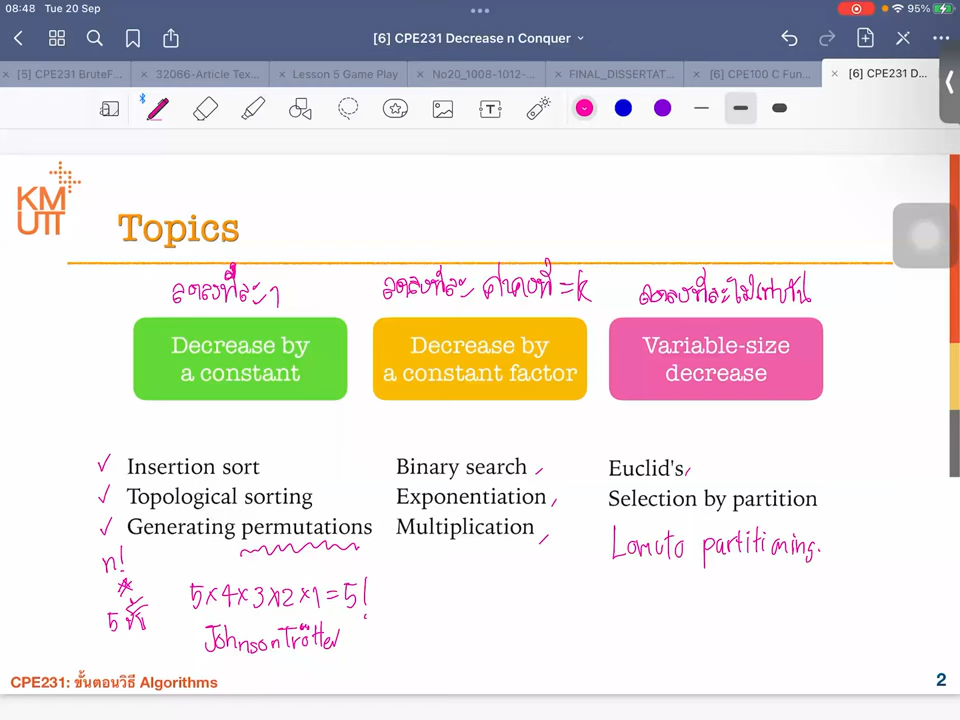 08:48 Tue 20 Sep
95%
[6] CPE231 Decrease n Conquer
[5] CPE231 BruteF...
32066-Article Tex...
Lesson 5 Game Play
No20_1008-1012-...
FINAL_DISSERTAT...
[6] CPE100 C Fun...
[6] CPE231 D...
KM
UTT
Topics
ลดลงทีละ 1
ลดลงทีละ ค่าคงที่ = k
ลดลงทีละไม่เท่ากัน
Decrease by
a constant
Decrease by
a constant factor
Variable-size
decrease
✓ Insertion sort
✓ Topological sorting
✓ Generating permutations
Binary search
Exponentiation
Multiplication
Euclid's
Selection by partition
Lomuto partitioning.
n!
5
5×4×3×2×1=5!
JohnsonTrotter
CPE231: ขั้นตอนวิธี Algorithms
2